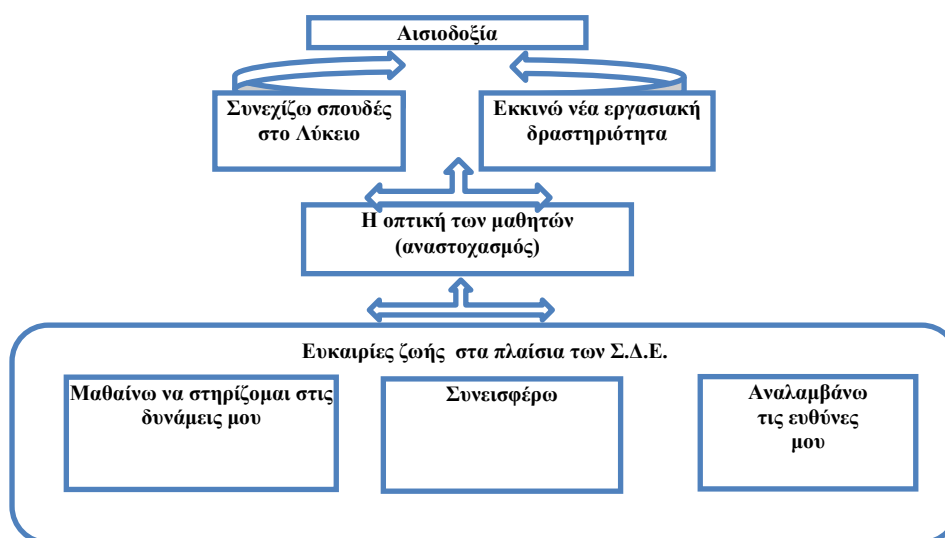 Αισιοδοξία
Συνεχίζω σπουδές
στο Λύκειο
Εκκινώ νέα εργασιακή
δραστηριότητα
Η οπτική των μαθητών
(αναστοχασμός)
Ευκαιρίες ζωής στα πλαίσια των Σ.Δ.Ε.
Μαθαίνω να στηρίζομαι στις
δυνάμεις μου
Συνεισφέρω
Αναλαμβάνω
τις ευθύνες
μου